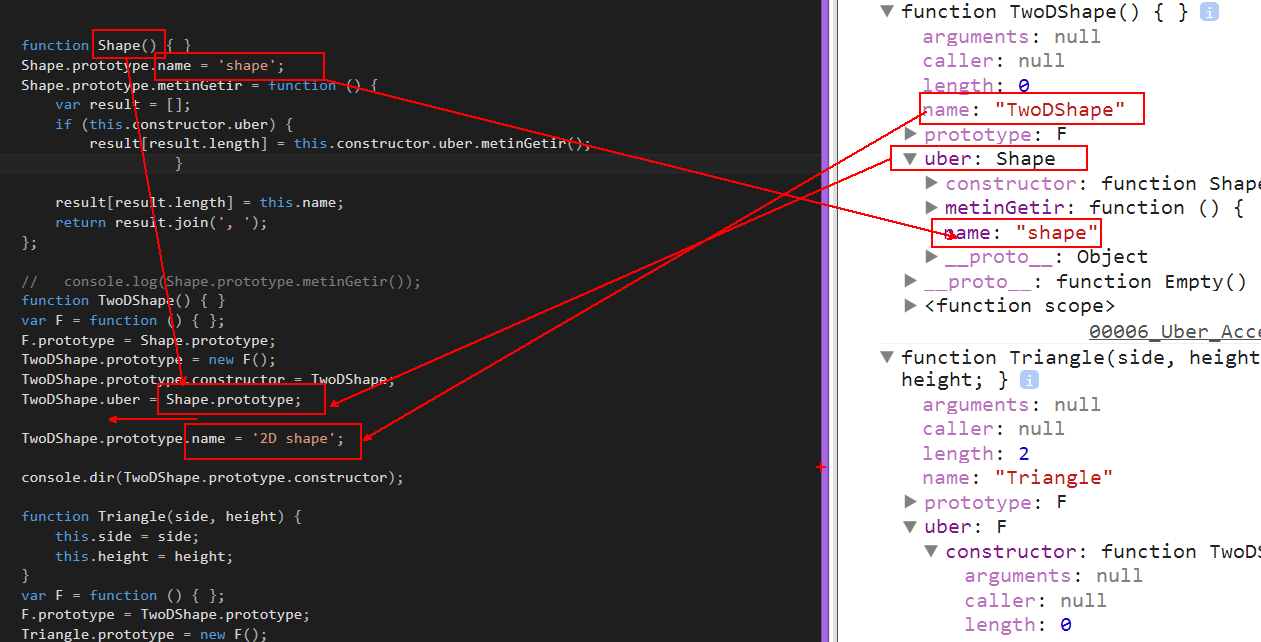 function Shape() { }
Shape.prototype.name = 'shape';
Shape.prototype.metinGetir = function () {
var result = [];
if (this.constructor.uber) {
result[result.length] = this.constructor.uber.metinGetir();
}
result[result.length] = this.name;
return result.join(', ');
};
// console.log(Shape.prototype.metinGetir());
function TwoDShape() { }
var F = function () { };
F.prototype = Shape.prototype;
TwoDShape.prototype = new F();
TwoDShape.prototype.constructor = TwoDShape;
TwoDShape.uber = Shape.prototype;
TwoDShape.prototype.name = '2D shape';
console.dir(TwoDShape.prototype.constructor);
function Triangle(side, height) {
this.side = side;
this.height = height;
}
var F = function () { };
F.prototype = TwoDShape.prototype;
Triangle.prototype = new F();
▼ function TwoDShape() { } i
arguments: null
caller: null
length: 0
name: "TwoDShape"
▶ prototype: F
▼ uber: Shape
▶ constructor: function Shape
▶ metinGetir: function () {
name: "shape"
▶ __proto__: Object
▶ __proto__: function Empty()
▶ <function scope>
00006_Uber_Acce
▼ function Triangle(side, height
height; } i
arguments: null
caller: null
length: 2
name: "Triangle"
▶ prototype: F
▼ uber: F
▼ constructor: function TwoDS
arguments: null
caller: null
length: 0